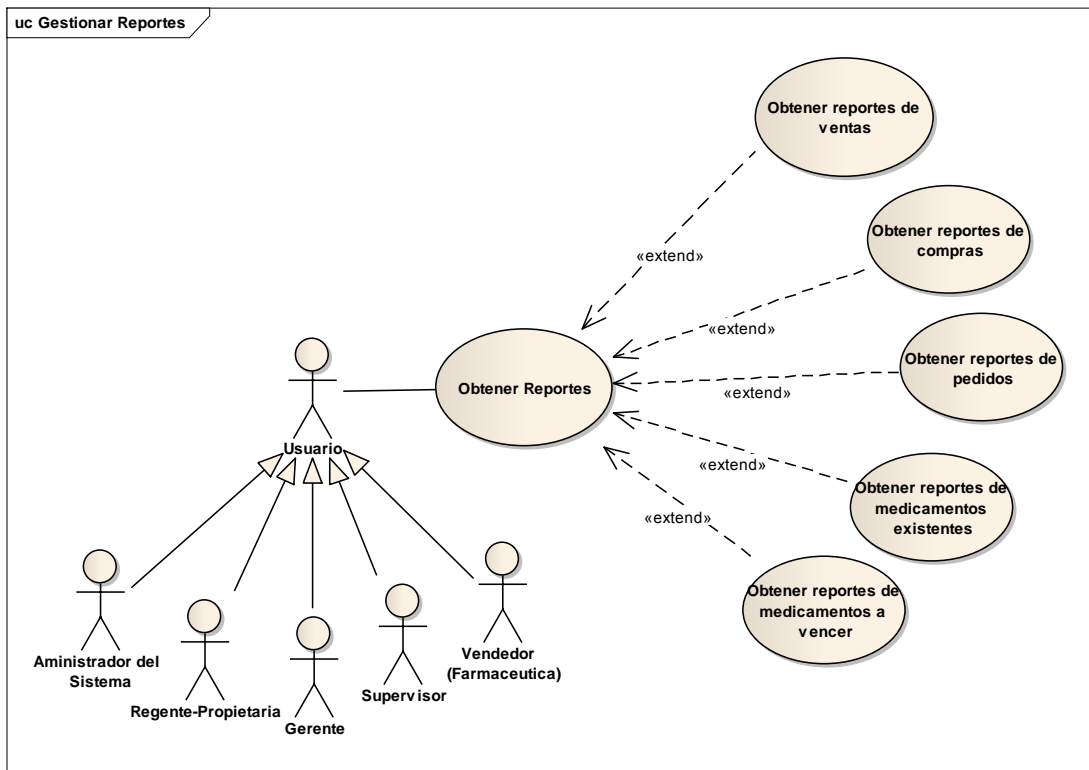 uc Gestionar Reportes
Obtener reportes de
ventas
«extend»
Obtener reportes de
compras
«extend»
Obtener reportes de
pedidos
«extend»
Obtener Reportes
Usuario
«extend»
Obtener reportes de
medicamentos
existentes
«extend»
Obtener reportes de
medicamentos a
vencer
Aministrador del
Sistema
Regente-Propietaria
Gerente
Supervisor
Vendedor
(Farmaceutica)